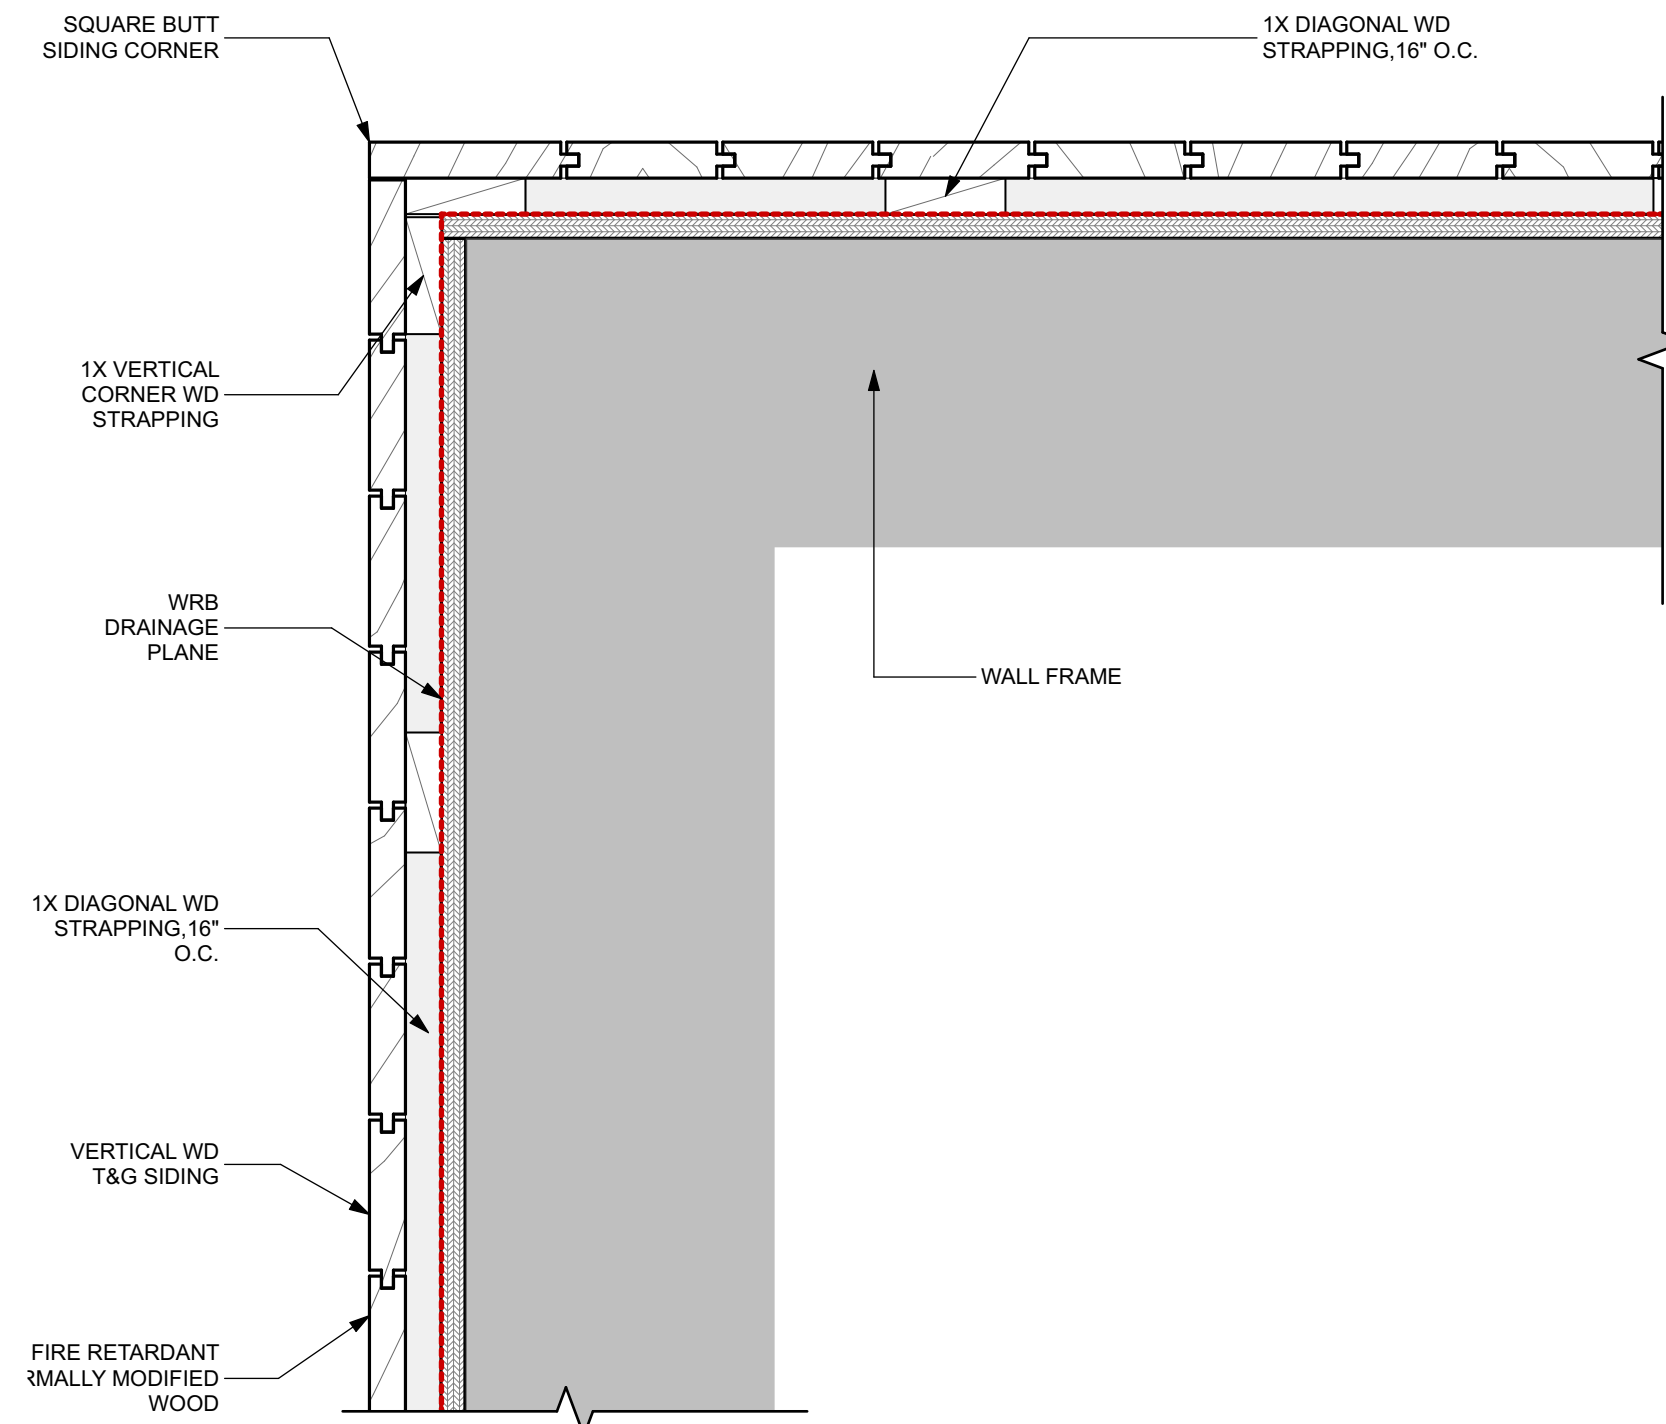 SQUARE BUTT
SIDING CORNER
1X DIAGONAL WD
STRAPPING,16" O.C.
1X VERTICAL
CORNER WD
STRAPPING
WRB
DRAINAGE
PLANE
WALL FRAME
1X DIAGONAL WD
STRAPPING,16"
O.C.
VERTICAL WD
T&G SIDING
FIRE RETARDANT
RMALLY MODIFIED
WOOD